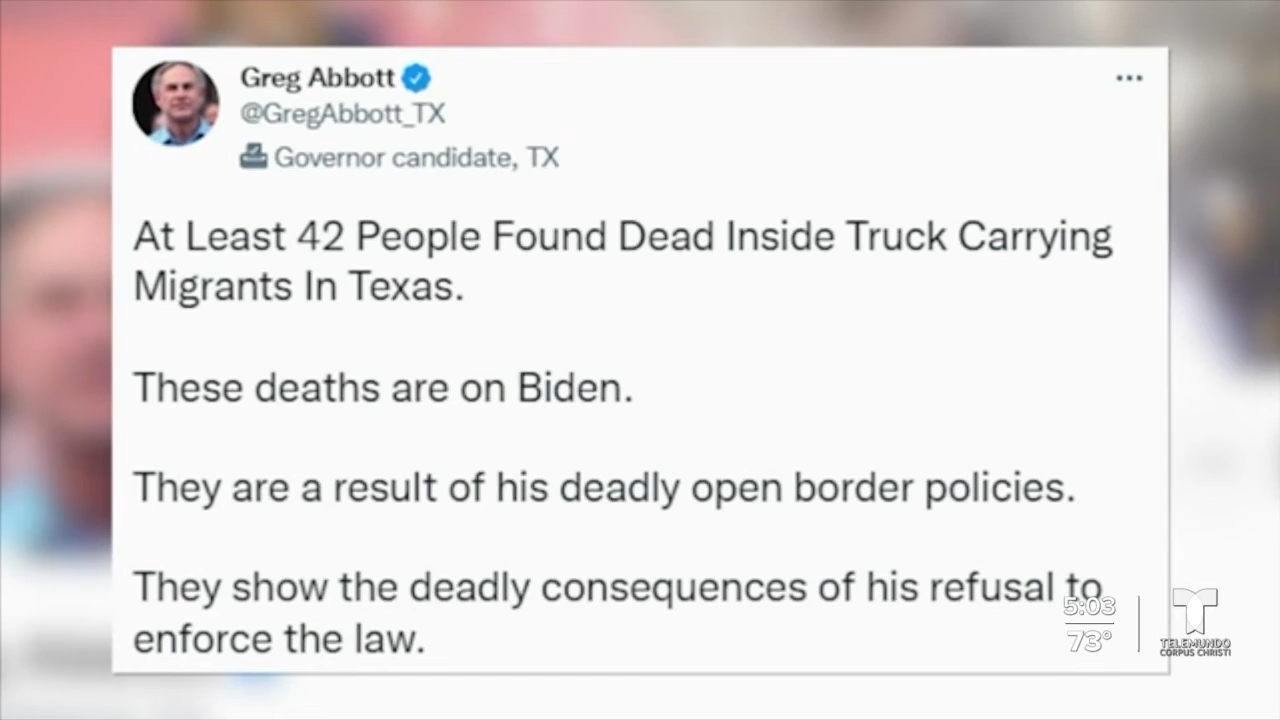 Greg Abbott
@GregAbbott_TX
Governor candidate, TX
At Least 42 People Found Dead Inside Truck Carrying
Migrants In Texas.
These deaths are on Biden.
They are a result of his deadly open border policies.
They show the deadly consequences of his refusal to
enforce the law.
5:03
73°
TELEMUNDO
CORPUS CHRISTI